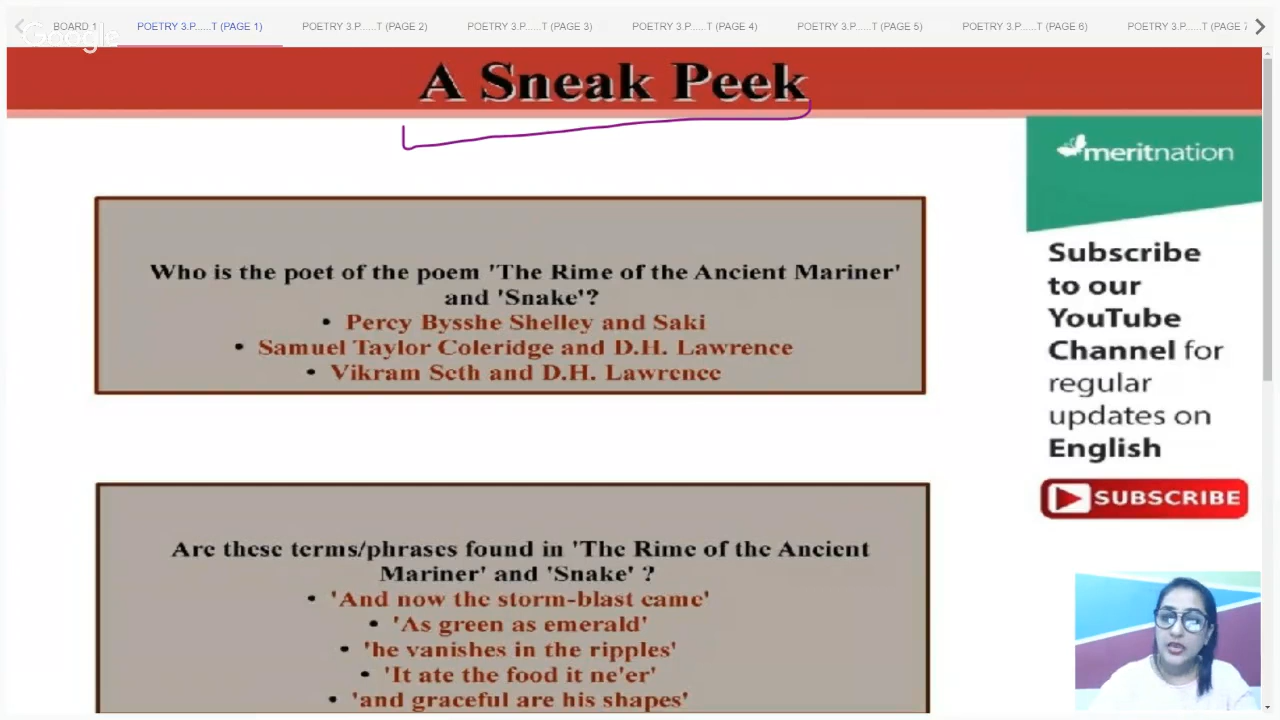 BOARD 1 POETRY 3.P......T (PAGE 1) POETRY 3.P......T (PAGE 2) POETRY 3.P......T (PAGE 3) POETRY 3.P......T (PAGE 4) POETRY 3.P......T (PAGE 5) POETRY 3.P......T (PAGE 6) POETRY 3.P......T (PAGE 7
Google
A Sneak Peek
meritnation
Who is the poet of the poem 'The Rime of the Ancient Mariner'
and 'Snake'?
• Percy Bysshe Shelley and Saki
• Samuel Taylor Coleridge and D.H. Lawrence
• Vikram Seth and D.H. Lawrence
Subscribe
to our
YouTube
Channel for
regular
updates on
English
SUBSCRIBE
Are these terms/phrases found in 'The Rime of the Ancient
Mariner' and 'Snake' ?
• 'And now the storm-blast came'
• 'As green as emerald'
• 'he vanishes in the ripples'
• 'It ate the food it ne'er'
• 'and graceful are his shapes'